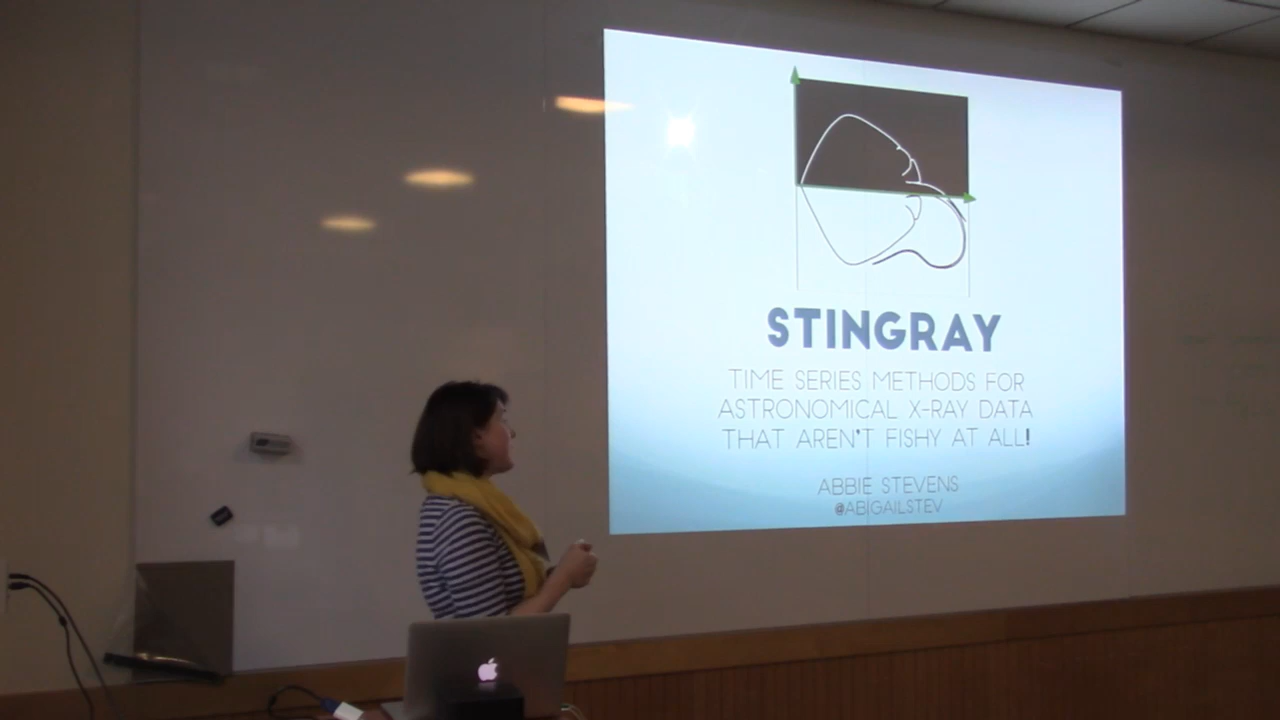 STINGRAY
TIME SERIES METHODS FOR
ASTRONOMICAL X-RAY DATA
THAT AREN'T FISHY AT ALL!
ABBIE STEVENS
@ABIGAILSTEV